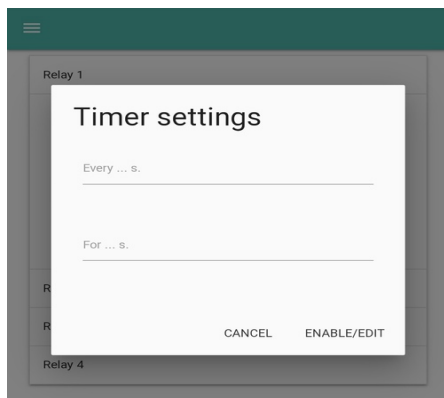 Relay 1
Timer settings
Every ... s.
For ... s.
R
R
CANCEL ENABLE/EDIT
Relay 4